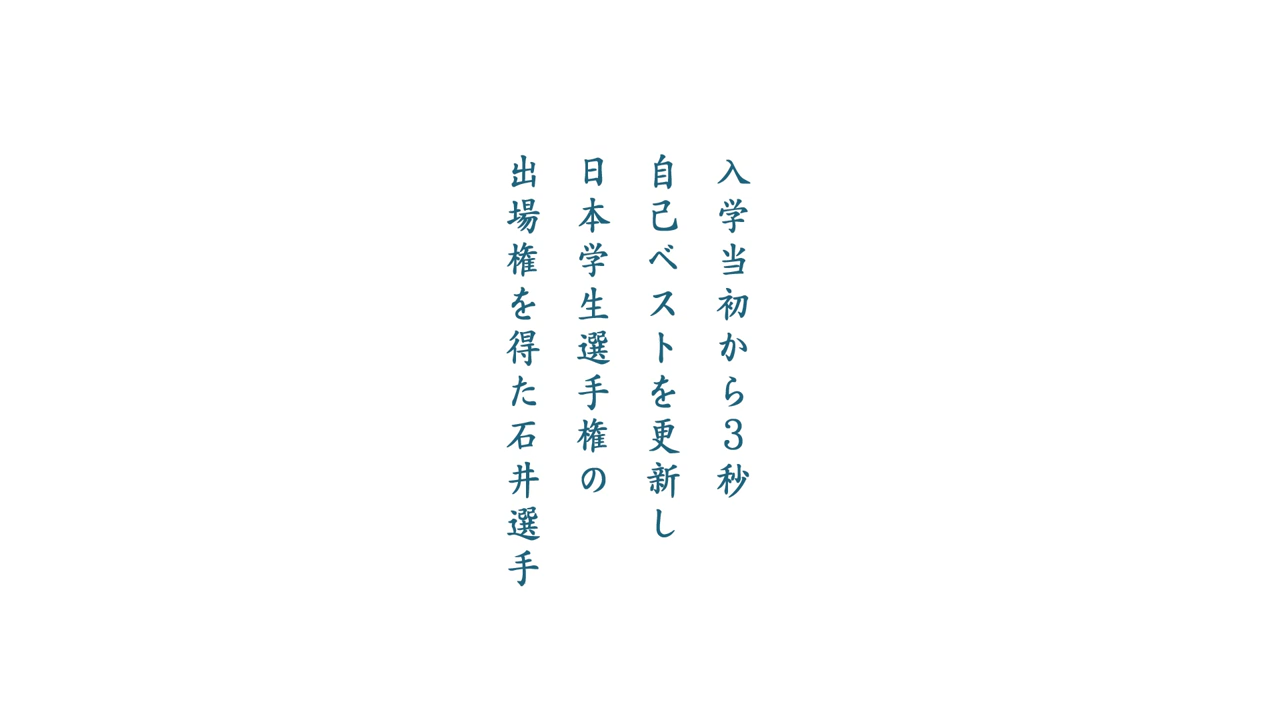 入学当初から3秒
自己ベストを更新し
日本学生選手権の
出場権を得た石井選手